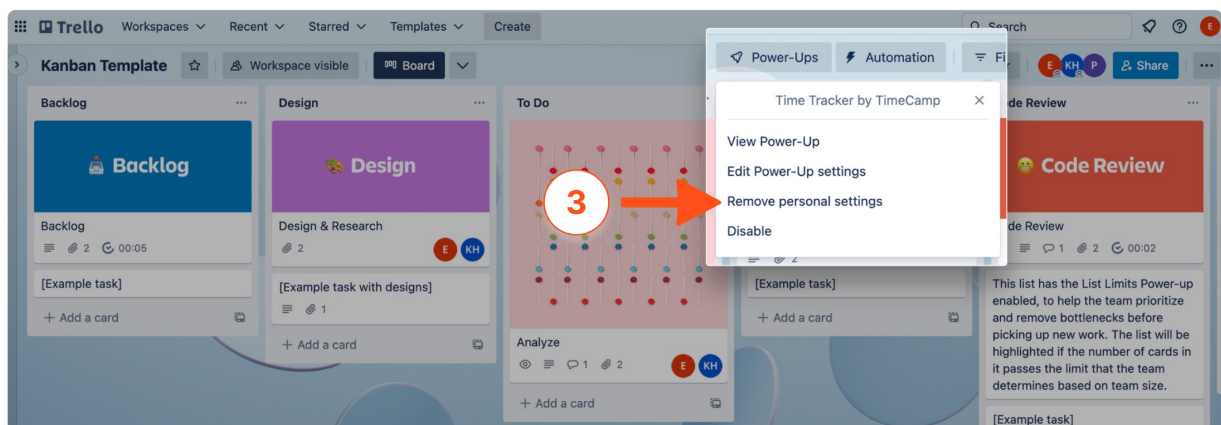 Trello Workspaces Recent Starred Templates Create Search E
Kanban Template Workspace visible Board Power-Ups Automation Fi r E KH P Share
Backlog
Backlog
Backlog
2 00:05
[Example task]
+ Add a card
Design
Design
Design & Research
2 E KH
[Example task with designs]
1
+ Add a card
To Do
3
Analyze
1 2 E KH
+ Add a card
Time Tracker by TimeCamp
View Power-Up
Edit Power-Up settings
Remove personal settings
Disable
2
[Example task]
+ Add a card
de Review
Code Review
de Review
1 2 00:02
This list has the List Limits Power-up
enabled, to help the team prioritize
and remove bottlenecks before
picking up new work. The list will be
highlighted if the number of cards in
it passes the limit that the team
determines based on team size.
[Example task]